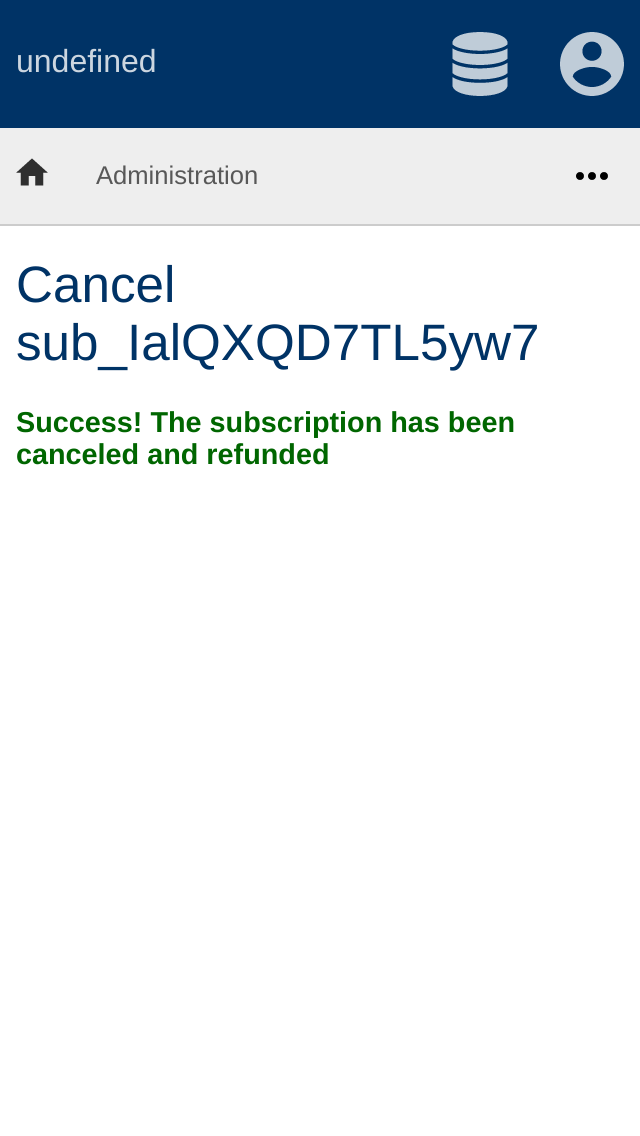 undefined
Administration
Cancel
sub_IalQXQD7TL5yw7
Success! The subscription has been
canceled and refunded